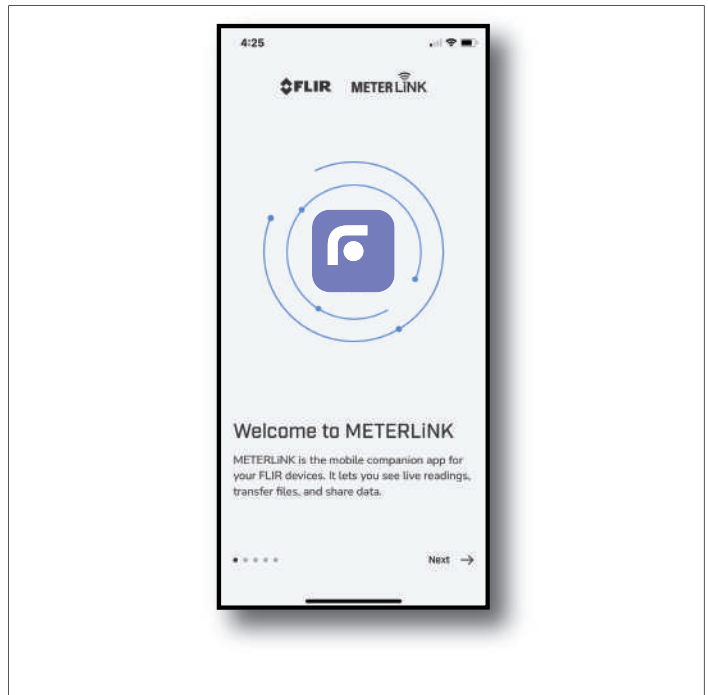 4:25
FLIR METERLiNK
Welcome to METERLiNK
METERLiNK is the mobile companion app for
your FLIR devices. It lets you see live readings,
transfer files, and share data.
Next